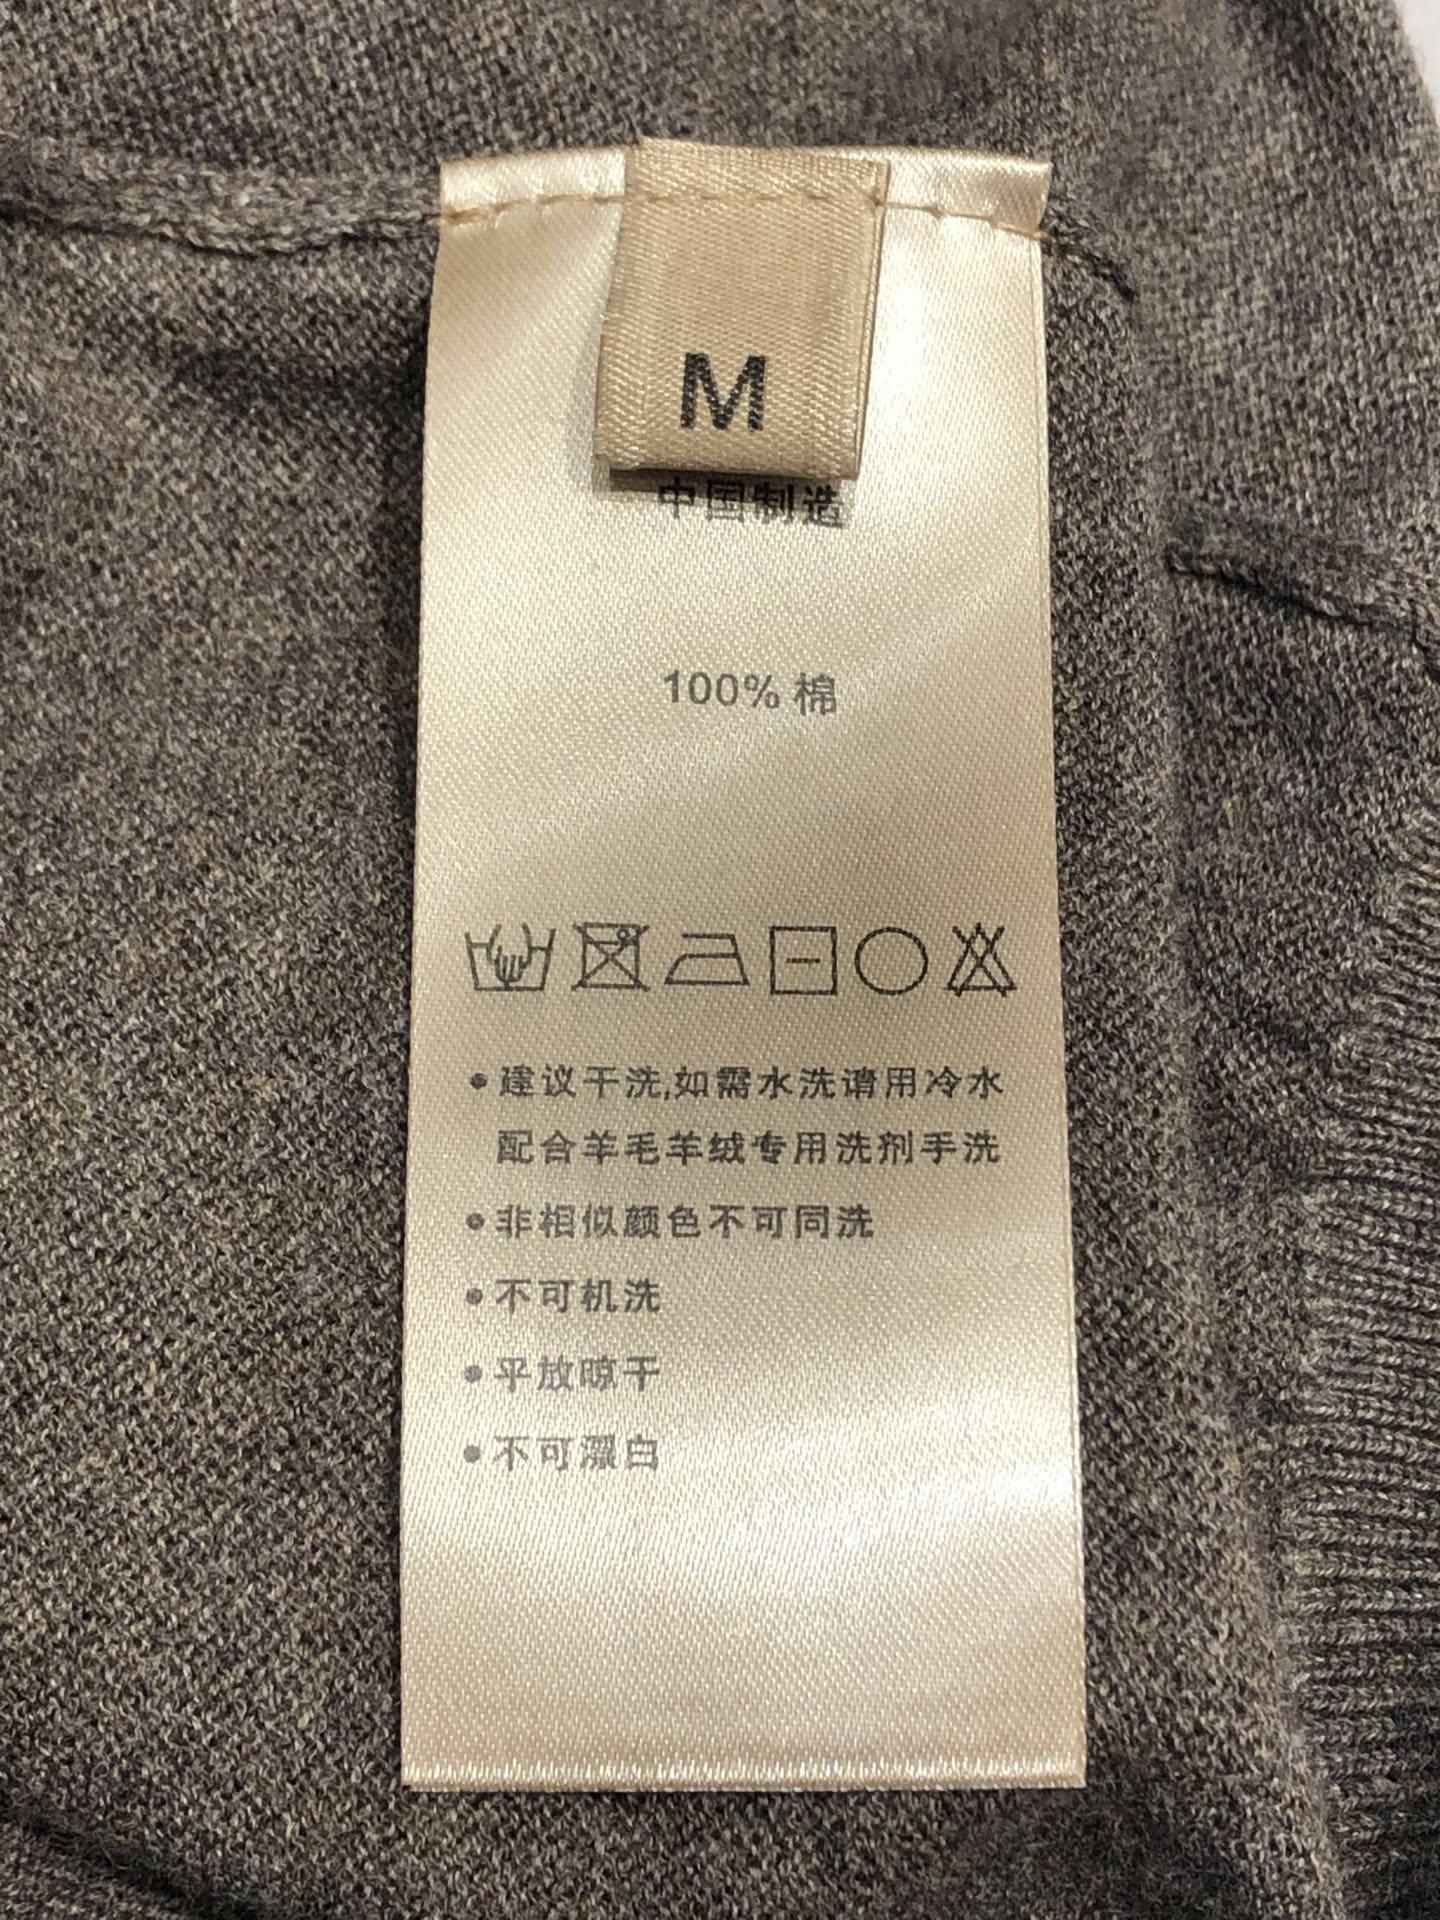 M
中国制造
100% 棉
•建议干洗,如需水洗请用冷水
配合羊毛羊绒专用洗剂手洗
•非相似颜色不可同洗
•不可机洗
•平放晾干
•不可漂白